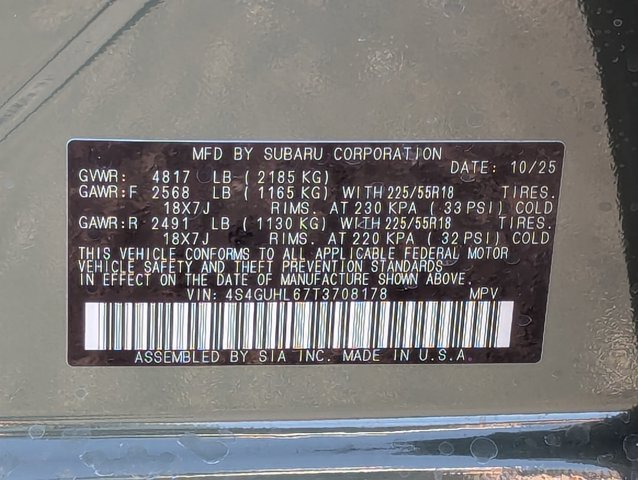 MFD BY SUBARU CORPORATION
DATE: 10/25
GVWR: 4817 LB ( 2185 KG)
GAWR:F 2568 LB ( 1165 KG) WITH 225/55R18 TIRES.
18X7J RIMS. AT 230 KPA ( 33 PSI) COLD
GAWR:R 2491 LB ( 1130 KG) WITH 225/55R18 TIRES.
18X7J RIMS. AT 220 KPA ( 32 PSI) COLD
THIS VEHICLE CONFORMS TO ALL APPLICABLE FEDERAL MOTOR
VEHICLE SAFETY AND THEFT PREVENTION STANDARDS
IN EFFECT ON THE DATE OF MANUFACTURE SHOWN ABOVE.
VIN: 4S4GUHL67T3708178 MPV
ASSEMBLED BY SIA INC. MADE IN U.S.A.